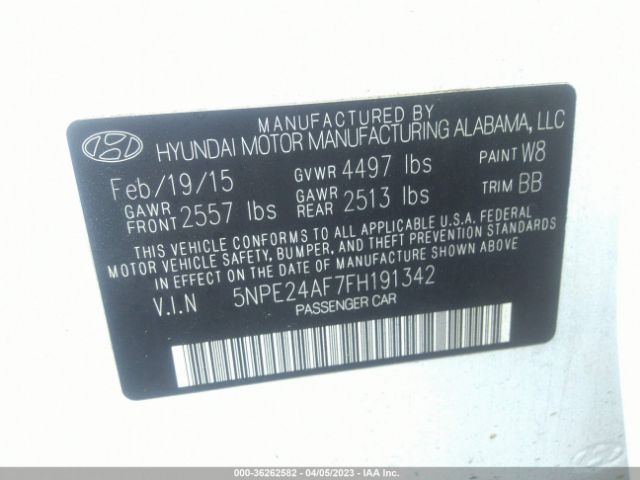 MANUFACTURED BY
HYUNDAI MOTOR MANUFACTURING ALABAMA, LLC
Feb/19/15 GVWR 4497 lbs PAINT W8
GAWR FRONT 2557 lbs GAWR REAR 2513 lbs TRIM BB
THIS VEHICLE CONFORMS TO ALL APPLICABLE U.S.A. FEDERAL
MOTOR VEHICLE SAFETY, BUMPER, AND THEFT PREVENTION STANDARDS
IN EFFECT ON THE DATE OF MANUFACTURE SHOWN ABOVE.
V.I.N 5NPE24AF7FH191342
PASSENGER CAR
000-36262582 - 04/05/2023 - IAA Inc.